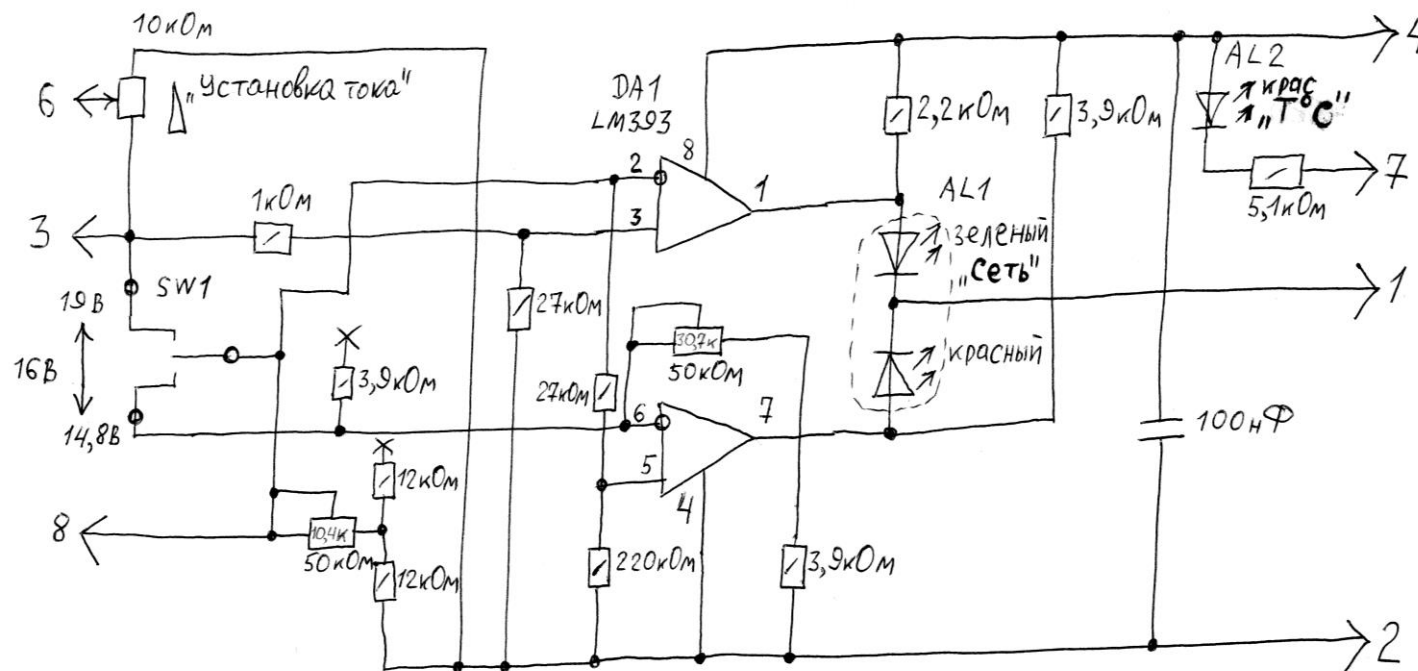 10кОм
4
AL2
6
"Установка тока"
DA1
LM393
8
2,2кОм
3,9кОм
крас
"Т°С"
2
1
7
5,1кОм
1кОм
AL1
3
3
зеленый
"Сеть"
SW1
1
19В
27кОм
30,7к
16В
50кОм
красный
3,9кОм
27кОм
14,8В
6
7
100нФ
5
12кОм
4
8
10,4к
50кОм
12кОм
220кОм
3,9кОм
2